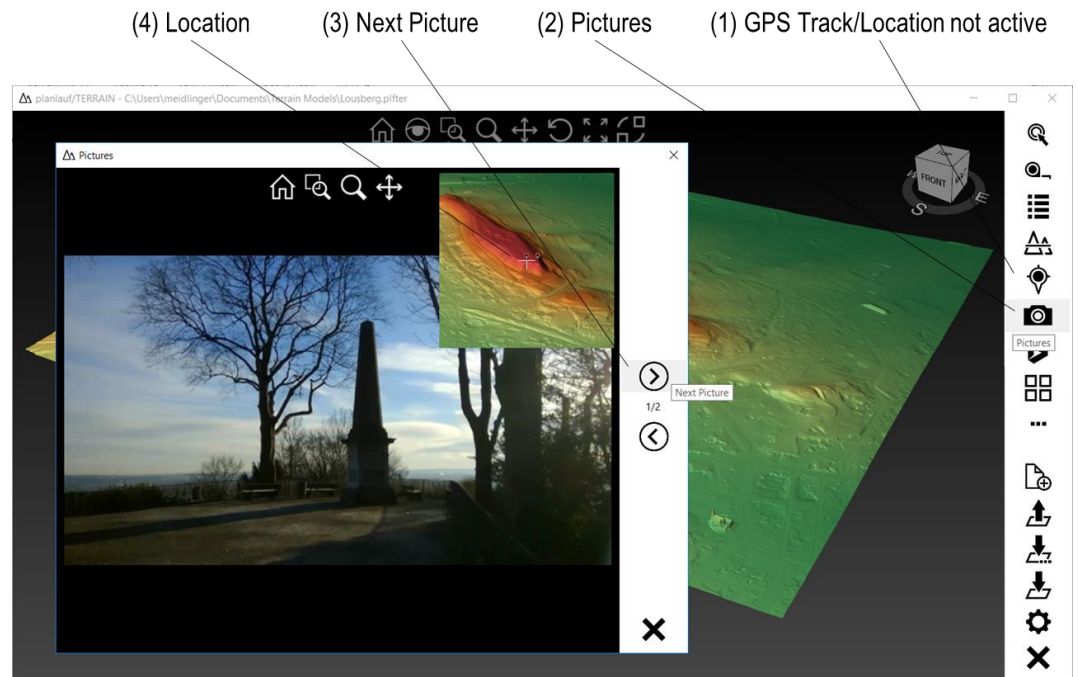 (4) Location (3) Next Picture (2) Pictures (1) GPS Track/Location not active
planlauf/TERRAIN - C:\Users\meidlinger\Documents\Terrain Models\Lousberg.plfter
Pictures
TOP
FRONT
S E
Pictures
Next Picture
1/2